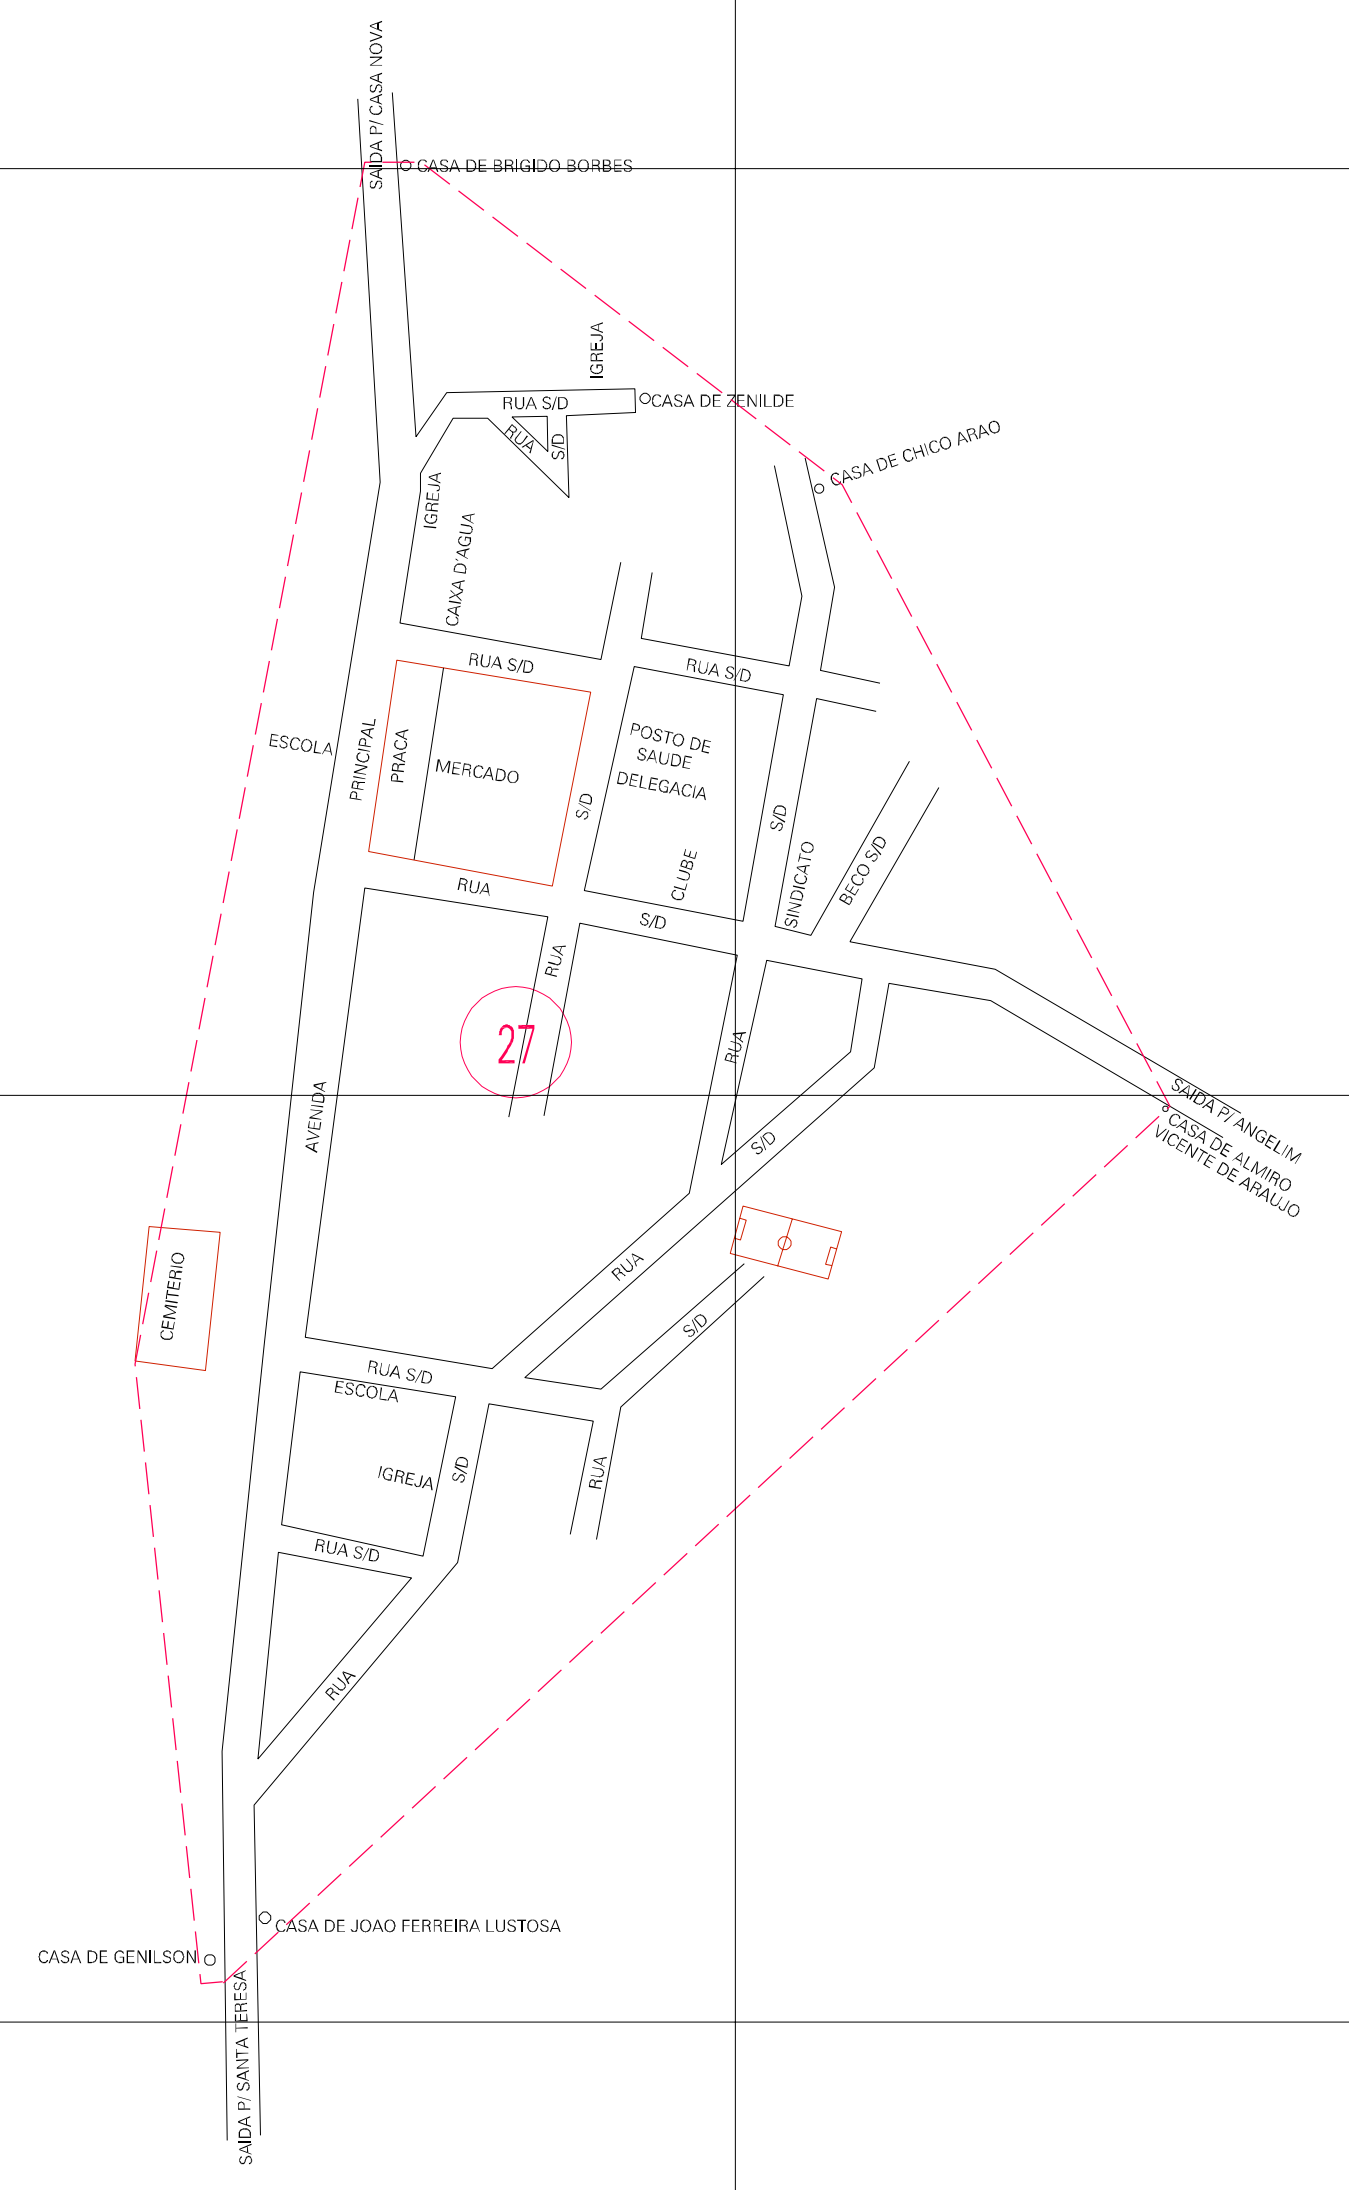 SAIDA P/ CASA NOVA
CASA DE BRIGIDO BORBES
IGREJA
RUA S/D
CASA DE ZENILDE
RUA
S/D
CASA DE CHICO ARAO
IGREJA
CAIXA D'AGUA
RUA S/D
RUA S/D
ESCOLA
PRINCIPAL
PRACA
MERCADO
POSTO DE
SAUDE
DELEGACIA
S/D
S/D
CLUBE
SINDICATO
BECO S/D
RUA
S/D
RUA
27
RUA
AVENIDA
SAIDA P/ ANGELIM
CASA DE ALMIRO
VICENTE DE ARAUJO
S/D
CEMITERIO
RUA
S/D
RUA S/D
ESCOLA
IGREJA
S/D
RUA
RUA S/D
RUA
CASA DE JOAO FERREIRA LUSTOSA
CASA DE GENILSON
SAIDA P/ SANTA TERESA